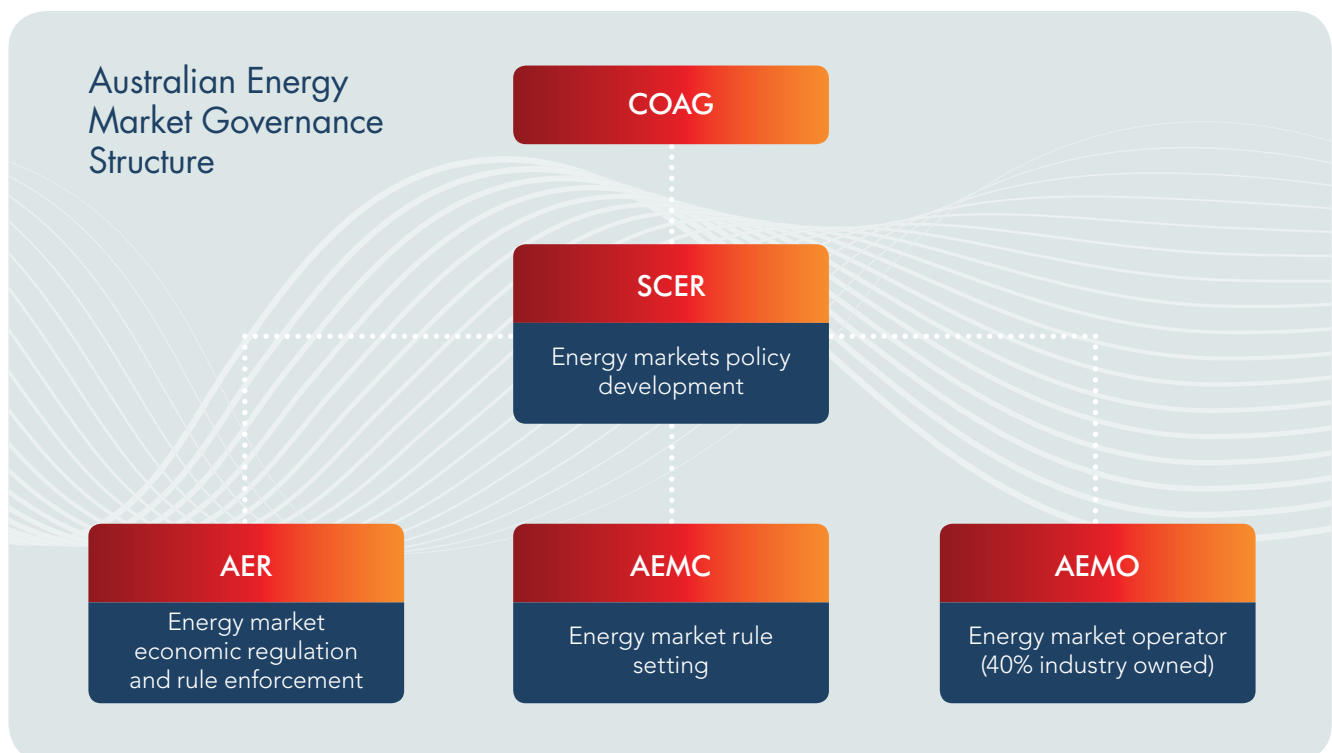 Australian Energy
Market Governance
Structure
COAG
SCER
Energy markets policy
development
AER
Energy market
economic regulation
and rule enforcement
AEMC
Energy market rule
setting
AEMO
Energy market operator
(40% industry owned)